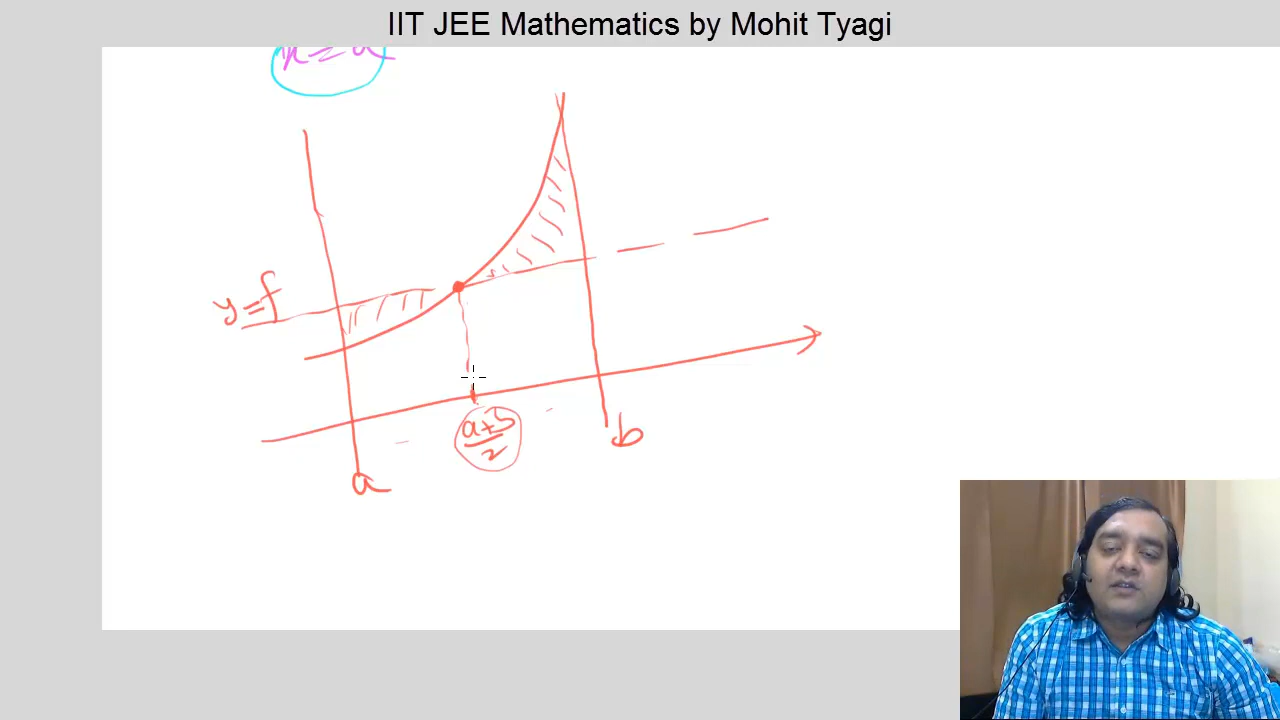 IIT JEE Mathematics by Mohit Tyagi
x = a
y = f
a+b
2
b
a